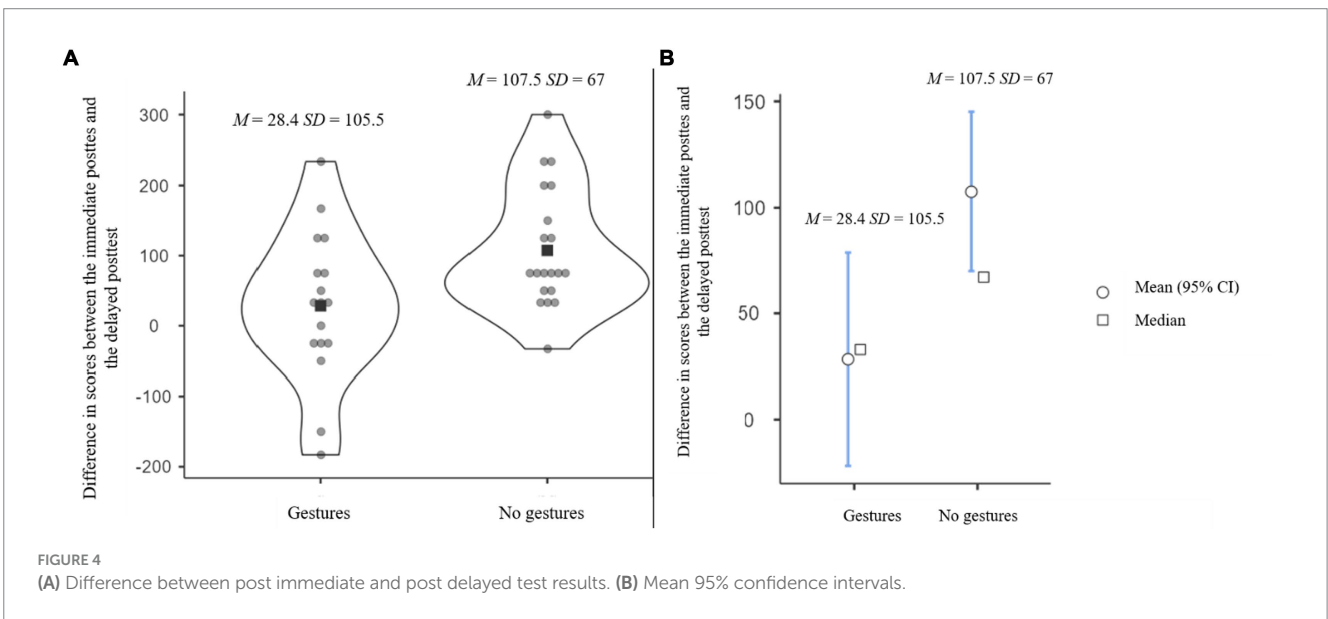 A
Difference in scores between the immediate posttes and
the delayed posttest
300
200
100
0
-100
-200
M = 28.4 SD = 105.5
M = 107.5 SD = 67
Gestures
No gestures
B
Difference in scores between the immediate posttes and
the delayed posttest
150
100
50
0
M = 28.4 SD = 105.5
M = 107.5 SD = 67
Gestures
No gestures
Mean (95% CI)
Median
FIGURE 4
(A) Difference between post immediate and post delayed test results. (B) Mean 95% confidence intervals.